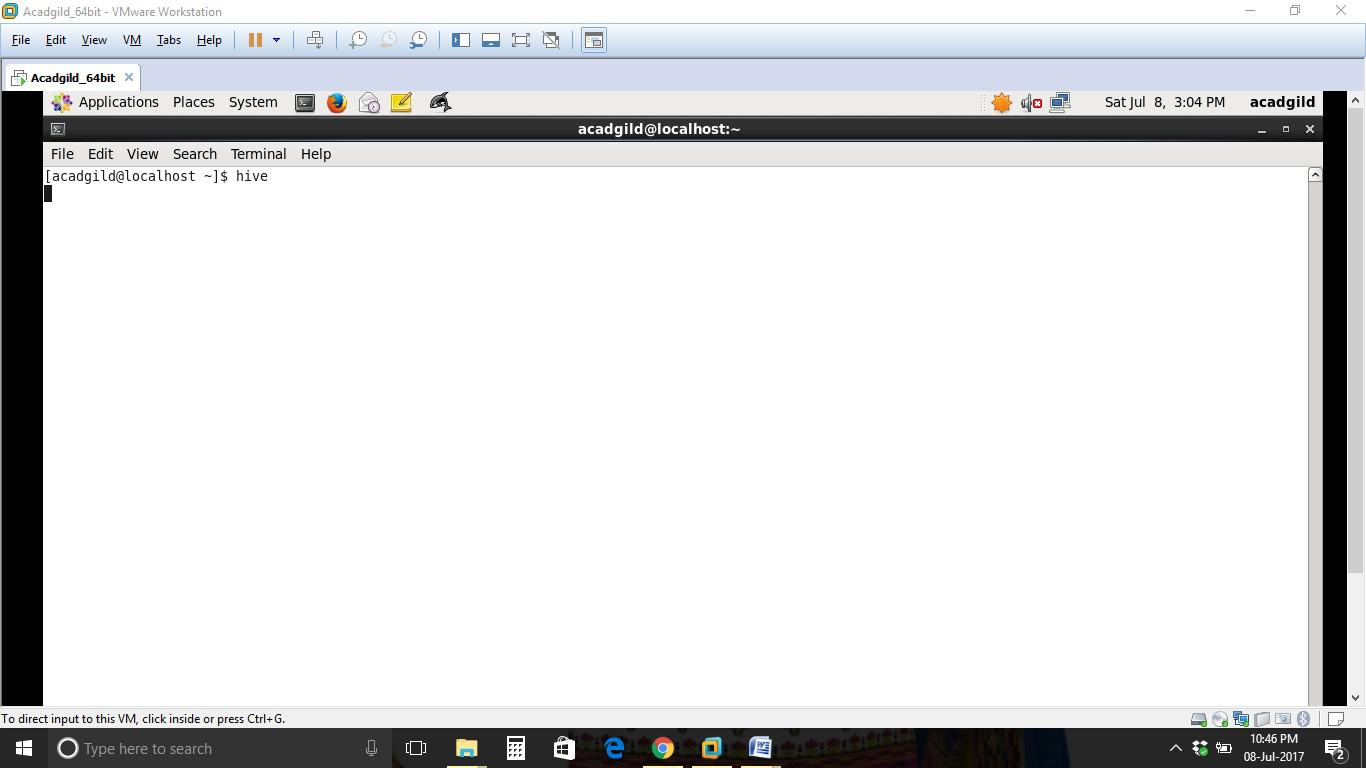 Acadgild_64bit - VMware Workstation
File Edit View VM Tabs Help
Acadgild_64bit
Applications Places System Sat Jul 8, 3:04 PM acadgild
acadgild@localhost:~
File Edit View Search Terminal Help
[acadgild@localhost ~]$ hive
To direct input to this VM, click inside or press Ctrl+G.
Type here to search
10:46 PM
08-Jul-2017
2